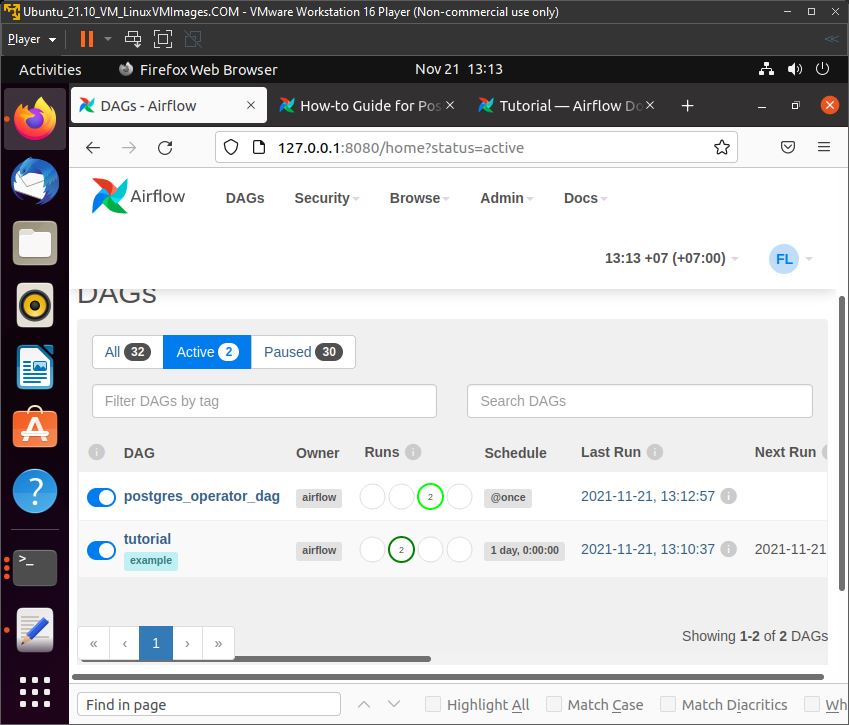 Ubuntu_21.10_VM_LinuxVMImages.COM - VMware Workstation 16 Player (Non-commercial use only)
Player
Activities Firefox Web Browser Nov 21 13:13
DAGs - Airflow How-to Guide for Pos Tutorial — Airflow Do
127.0.0.1:8080/home?status=active
Airflow DAGs Security Browse Admin Docs
13:13 +07 (+07:00) FL
DAGs
All 32 Active 2 Paused 30
Filter DAGs by tag Search DAGs
DAG Owner Runs Schedule Last Run Next Run
postgres_operator_dag airflow 2 @once 2021-11-21, 13:12:57
tutorial airflow 2 1 day, 0:00:00 2021-11-21, 13:10:37 2021-11-21
example
« ‹ 1 › »
Showing 1-2 of 2 DAGs
Find in page Highlight All Match Case Match Diacritics Wh